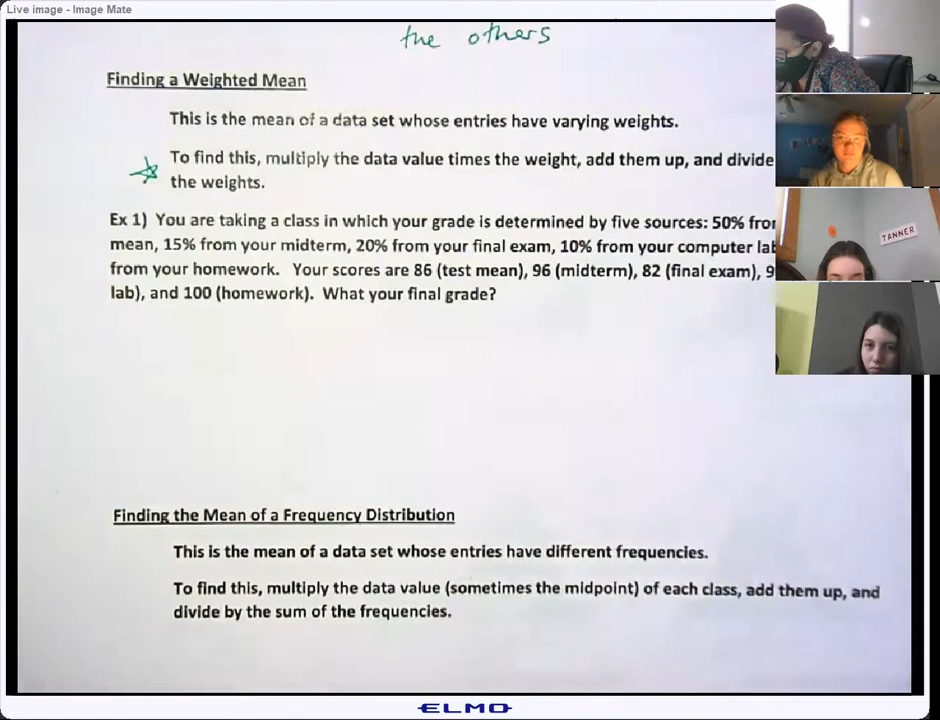 Live image - Image Mate
the others
Finding a Weighted Mean
This is the mean of a data set whose entries have varying weights.
To find this, multiply the data value times the weight, add them up, and divide
the weights.
Ex 1) You are taking a class in which your grade is determined by five sources: 50%
mean, 15% from your midterm, 20% from your final exam, 10% from your computer
from your homework. Your scores are 86 (test mean), 96 (midterm), 82 (final exam),
lab), and 100 (homework). What your final grade?
TANNER
Finding the Mean of a Frequency Distribution
This is the mean of a data set whose entries have different frequencies.
To find this, multiply the data value (sometimes the midpoint) of each class, add them up, and
divide by the sum of the frequencies.
ELMO